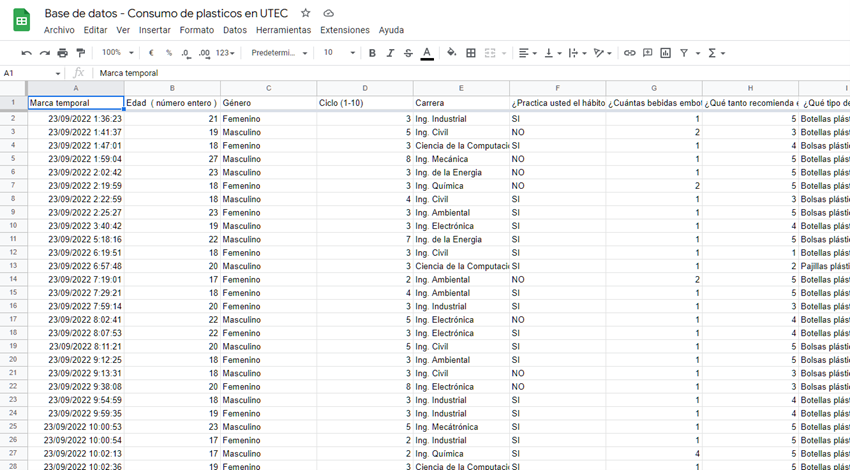 Base de datos - Consumo de plasticos en UTEC
Archivo Editar Ver Insertar Formato Datos Herramientas Extensiones Ayuda
100% € % .0 .00 123 Predetermi... 10 B I S A
A1 fx Marca temporal
A B C D E F G H I
1 Marca temporal Edad ( número entero ) Género Ciclo (1-10) Carrera ¿Practica usted el hábito ¿Cuántas bebidas embot ¿Qué tanto recomienda e ¿Qué tipo de
2 23/09/2022 1:36:23 21 Femenino 3 Ing. Industrial SI 1 5 Botellas plást
3 23/09/2022 1:41:37 19 Masculino 5 Ing. Civil NO 2 3 Botellas plást
4 23/09/2022 1:47:01 18 Femenino 3 Ciencia de la Computació SI 1 4 Bolsas plásti
5 23/09/2022 1:59:04 27 Masculino 8 Ing. Mecánica NO 1 5 Botellas plást
6 23/09/2022 2:02:42 23 Masculino 5 Ing. de la Energia NO 1 5 Botellas plást
7 23/09/2022 2:19:59 18 Femenino 3 Ing. Química NO 2 5 Botellas plást
8 23/09/2022 2:22:59 18 Masculino 4 Ing. Civil SI 1 3 Bolsas plásti
9 23/09/2022 2:25:27 23 Femenino 3 Ing. Ambiental SI 1 5 Bolsas plásti
10 23/09/2022 3:40:42 19 Masculino 3 Ing. Electrónica SI 1 4 Botellas plást
11 23/09/2022 5:18:16 22 Masculino 7 Ing. de la Energia SI 1 5 Bolsas plásti
12 23/09/2022 6:19:51 18 Femenino 3 Ing. Civil SI 1 1 Botellas plást
13 23/09/2022 6:57:48 20 Masculino 3 Ciencia de la Computació SI 1 2 Pajillas plásti
14 23/09/2022 7:19:01 17 Femenino 2 Ing. Ambiental NO 2 5 Botellas plást
15 23/09/2022 7:29:21 18 Femenino 4 Ing. Ambiental SI 1 5 Botellas plást
16 23/09/2022 7:59:14 20 Femenino 3 Ing. Industrial SI 1 3 Botellas plást
17 23/09/2022 8:02:41 22 Masculino 5 Ing. Electrónica NO 1 4 Botellas plást
18 23/09/2022 8:07:53 22 Femenino 3 Ing. Electrónica SI 1 4 Botellas plást
19 23/09/2022 8:11:21 20 Masculino 5 Ing. Civil SI 1 5 Bolsas plásti
20 23/09/2022 9:12:25 18 Femenino 3 Ing. Ambiental SI 1 5 Bolsas plásti
21 23/09/2022 9:13:31 18 Femenino 3 Ing. Civil NO 1 3 Bolsas plásti
22 23/09/2022 9:38:08 20 Femenino 8 Ing. Electrónica NO 1 3 Botellas plást
23 23/09/2022 9:54:59 18 Masculino 3 Ing. Industrial SI 1 4 Botellas plást
24 23/09/2022 9:59:35 19 Femenino 3 Ing. Industrial SI 1 4 Botellas plást
25 23/09/2022 10:00:53 23 Masculino 5 Ing. Mecátrónica SI 1 5 Bolsas plásti
26 23/09/2022 10:00:54 17 Femenino 2 Ing. Industrial SI 1 5 Botellas plást
27 23/09/2022 10:02:13 17 Masculino 2 Ing. Química SI 4 5 Botellas plást
28 23/09/2022 10:02:36 19 Femenino 3 Ciencia de la Computació SI 1 5 Botellas plást